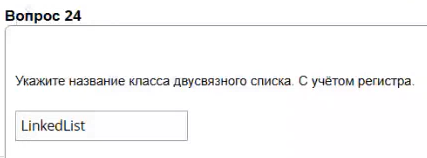 Вопрос 24
Укажите название класса двусвязного списка. С учётом регистра.
LinkedList